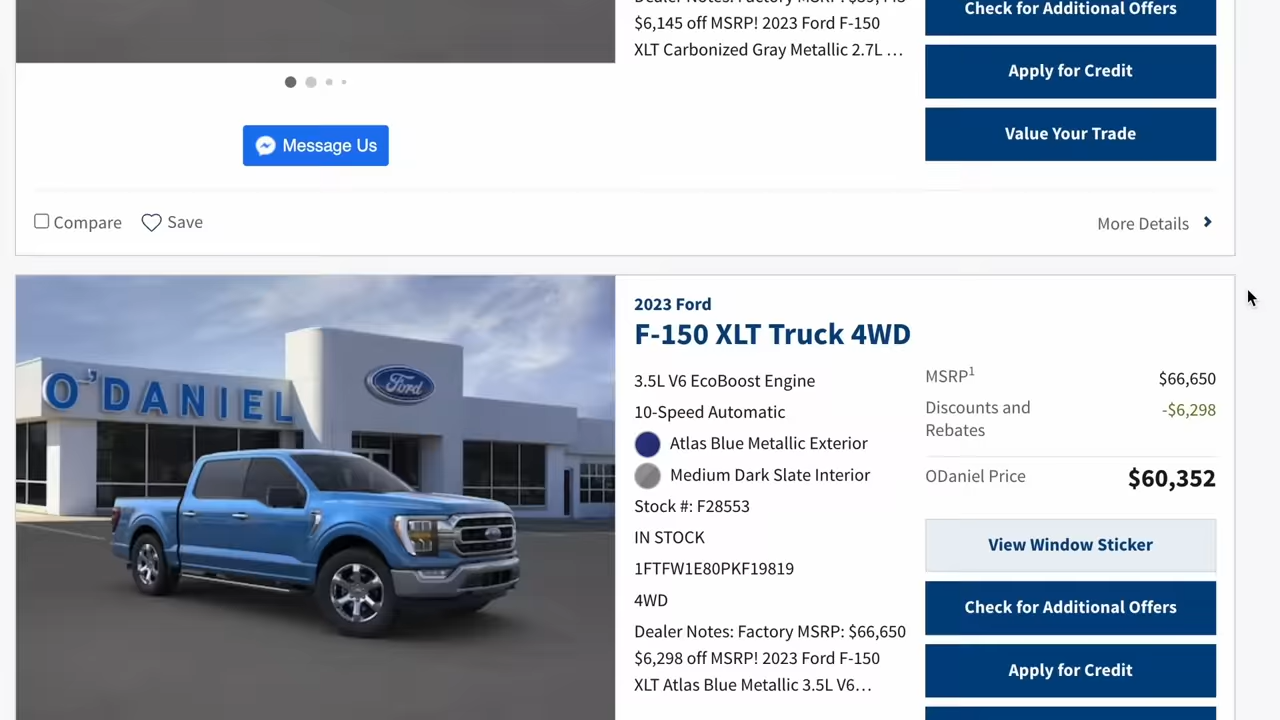 $6,145 off MSRP! 2023 Ford F-150
XLT Carbonized Gray Metallic 2.7L …
Check for Additional Offers
Apply for Credit
Value Your Trade
Message Us
Compare
Save
More Details
O'DANIEL
Ford
2023 Ford
F-150 XLT Truck 4WD
3.5L V6 EcoBoost Engine
10-Speed Automatic
Atlas Blue Metallic Exterior
Medium Dark Slate Interior
Stock #: F28553
IN STOCK
1FTFW1E80PKF19819
4WD
Dealer Notes: Factory MSRP: $66,650
$6,298 off MSRP! 2023 Ford F-150
XLT Atlas Blue Metallic 3.5L V6…
MSRP1 $66,650
Discounts and
Rebates -$6,298
ODaniel Price $60,352
View Window Sticker
Check for Additional Offers
Apply for Credit